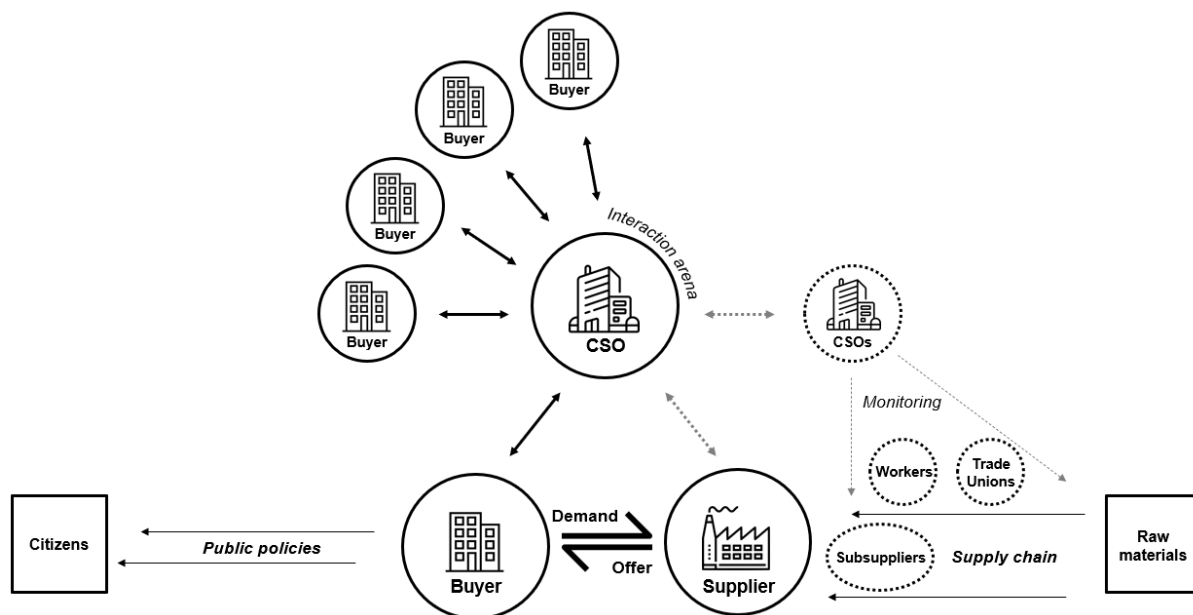 Buyer
Buyer
Buyer
Buyer
Interaction arena
CSO
CSOs
Monitoring
Workers
Trade
Unions
Citizens
Public policies
Buyer
Demand
Offer
Supplier
Subsuppliers
Supply chain
Raw
materials